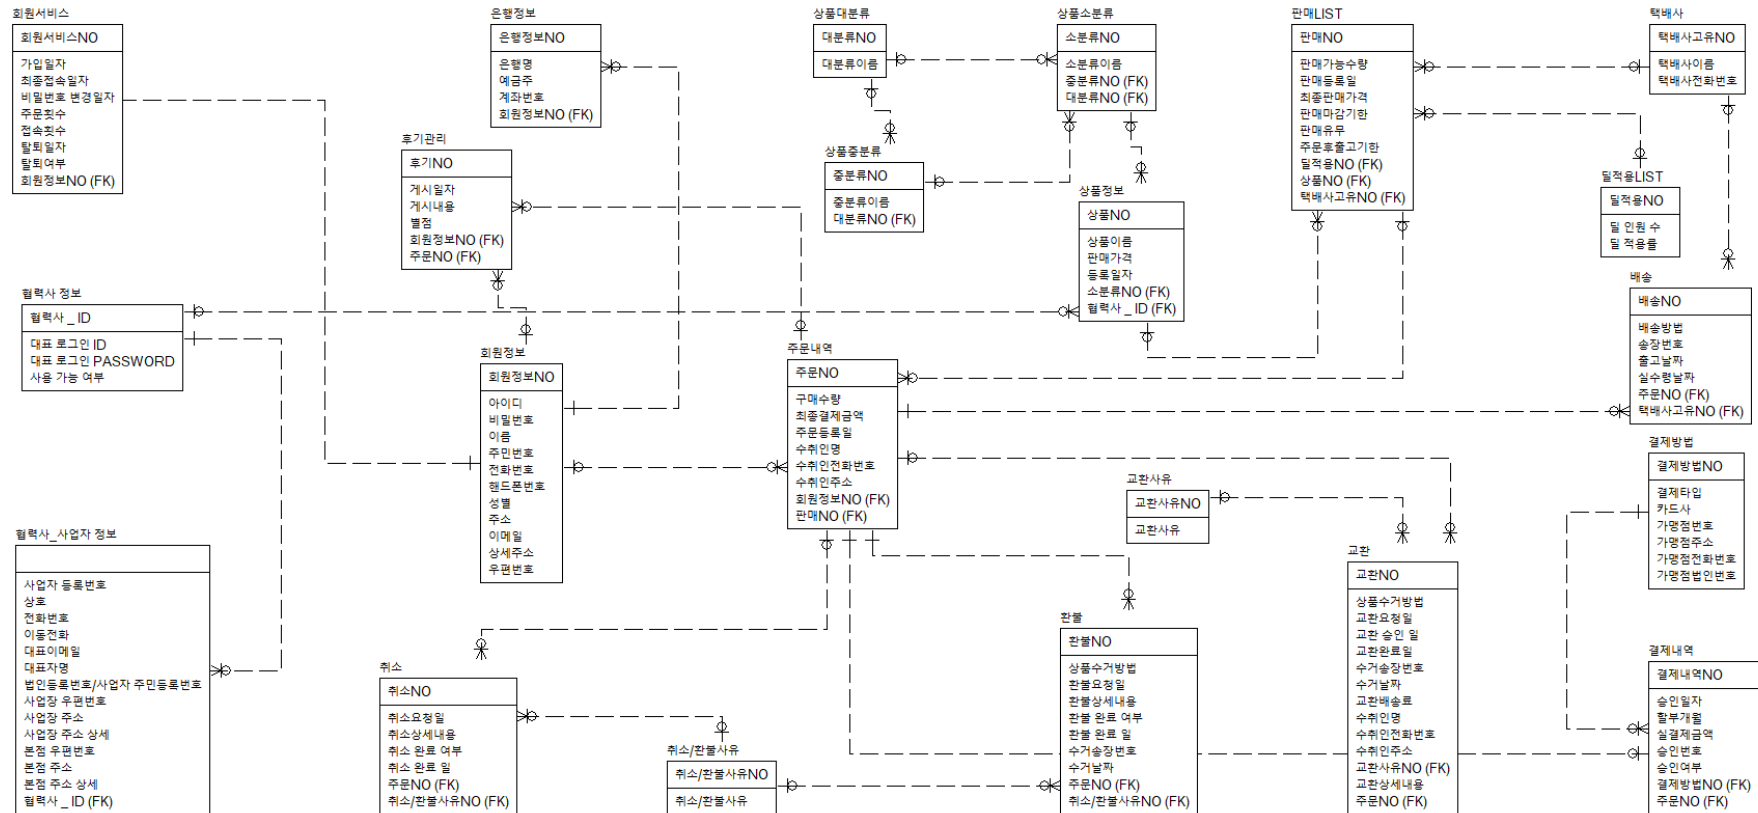 회원서비스
회원서비스NO
가입일자
최종접속일자
비밀번호 변경일자
주문횟수
접속횟수
탈퇴일자
탈퇴여부
회원정보NO (FK)
은행정보
은행정보NO
은행명
예금주
계좌번호
회원정보NO (FK)
후기관리
후기NO
게시일자
게시내용
별점
회원정보NO (FK)
주문NO (FK)
상품대분류
대분류NO
대분류이름
상품소분류
소분류NO
소분류이름
중분류NO (FK)
대분류NO (FK)
상품중분류
중분류NO
중분류이름
대분류NO (FK)
상품정보
상품NO
상품이름
판매가격
등록일자
소분류NO (FK)
협력사 _ ID (FK)
판매LIST
판매NO
판매가능수량
판매등록일
최종판매가격
판매마감기한
판매유무
주문후출고기한
딜적용NO (FK)
상품NO (FK)
택배사고유NO (FK)
택배사
택배사고유NO
택배사이름
택배사전화번호
딜적용LIST
딜적용NO
딜 인원 수
딜 적용률
배송
배송NO
배송방법
송장번호
출고날짜
실수령날짜
주문NO (FK)
택배사고유NO (FK)
협력사 정보
협력사 _ ID
대표 로그인 ID
대표 로그인 PASSWORD
사용 가능 여부
회원정보
회원정보NO
아이디
비밀번호
이름
주민번호
전화번호
핸드폰번호
성별
주소
이메일
상세주소
우편번호
주문내역
주문NO
구매수량
최종결제금액
주문등록일
수취인명
수취인전화번호
수취인주소
회원정보NO (FK)
판매NO (FK)
결제방법
결제방법NO
결제타입
카드사
가맹점번호
가맹점주소
가맹점전화번호
가맹점법인번호
교환사유
교환사유NO
교환사유
협력사_사업자 정보
사업자 등록번호
상호
전화번호
이동전화
대표이메일
대표자명
법인등록번호/사업자 주민등록번호
사업장 우편번호
사업장 주소
사업장 주소 상세
본점 우편번호
본점 주소
본점 주소 상세
협력사 _ ID (FK)
취소
취소NO
취소요청일
취소상세내용
취소 완료 여부
취소 완료 일
주문NO (FK)
취소/환불사유NO (FK)
취소/환불사유
취소/환불사유NO
취소/환불사유
환불
환불NO
상품수거방법
환불요청일
환불상세내용
환불 완료 여부
환불 완료 일
수거송장번호
수거날짜
주문NO (FK)
취소/환불사유NO (FK)
교환
교환NO
상품수거방법
교환요청일
교환 승인 일
교환완료일
수거송장번호
수거날짜
교환배송료
수취인명
수취인전화번호
수취인주소
교환사유NO (FK)
교환상세내용
주문NO (FK)
결제내역
결제내역NO
승인일자
할부개월
실결제금액
승인번호
승인여부
결제방법NO (FK)
주문NO (FK)